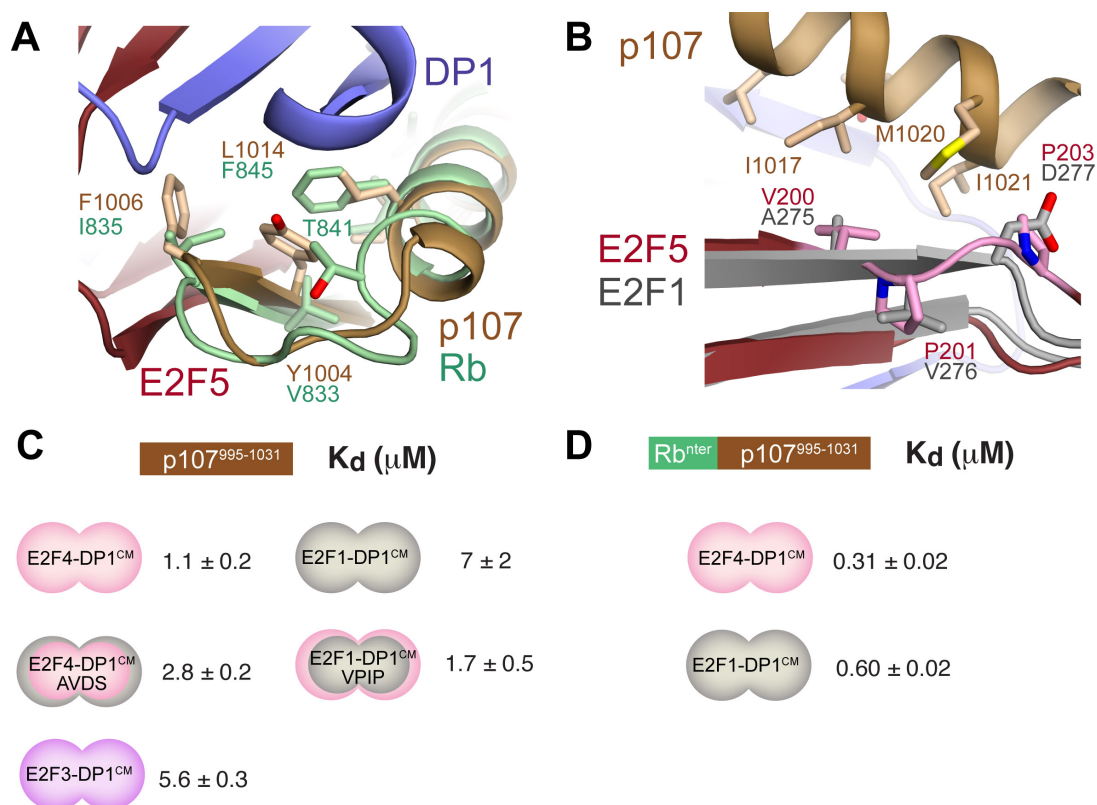 A
DP1
L1014
F845
F1006
I835
T841
p107
Rb
E2F5
Y1004
V833
B
p107
M1020
I1017
I1021
P203
D277
V200
A275
E2F5
E2F1
P201
V276
C
p107⁹⁹⁵⁻¹⁰³¹ Kd (μM)
E2F4-DP1ᶜᴹ 1.1 ± 0.2
E2F1-DP1ᶜᴹ 7 ± 2
E2F4-DP1ᶜᴹ
AVDS
2.8 ± 0.2
E2F1-DP1ᶜᴹ
VPIP
1.7 ± 0.5
E2F3-DP1ᶜᴹ 5.6 ± 0.3
D
Rbⁿᵗᵉʳ p107⁹⁹⁵⁻¹⁰³¹ Kd (μM)
E2F4-DP1ᶜᴹ 0.31 ± 0.02
E2F1-DP1ᶜᴹ 0.60 ± 0.02